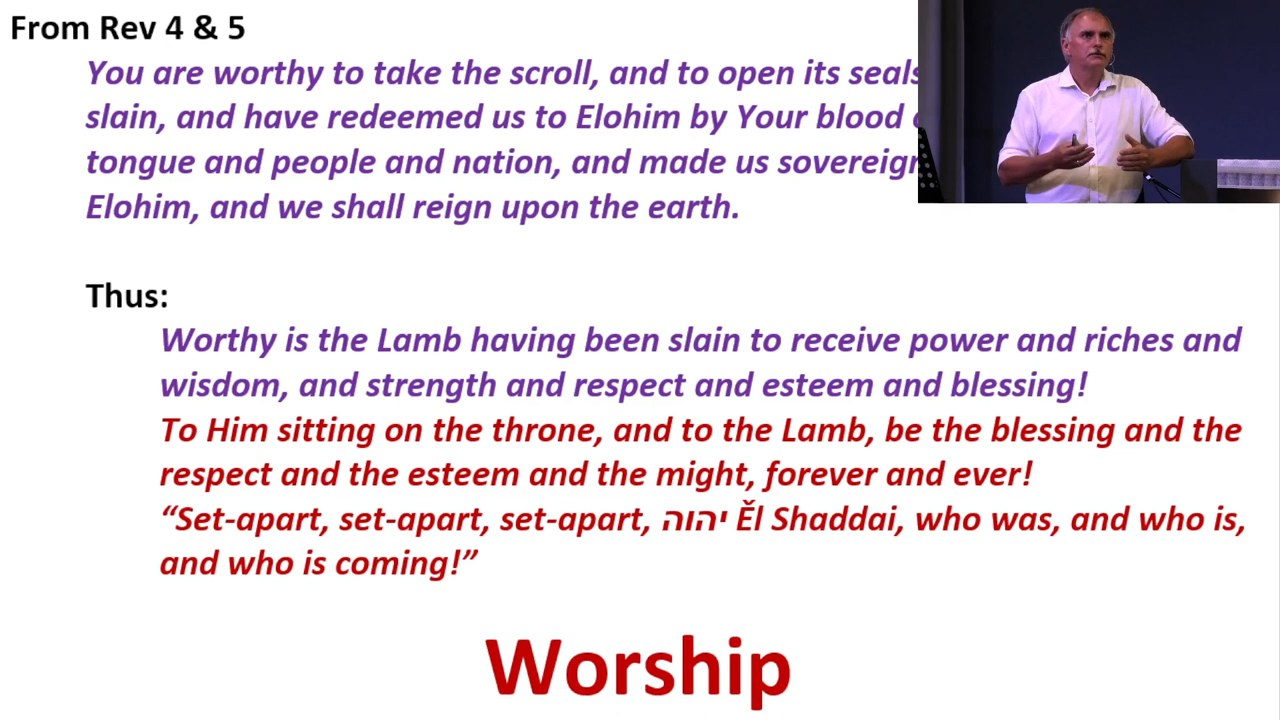 From Rev 4 & 5
You are worthy to take the scroll, and to open its seals
slain, and have redeemed us to Elohim by Your blood
tongue and people and nation, and made us sovereign
Elohim, and we shall reign upon the earth.
Thus:
Worthy is the Lamb having been slain to receive power and riches and
wisdom, and strength and respect and esteem and blessing!
To Him sitting on the throne, and to the Lamb, be the blessing and the
respect and the esteem and the might, forever and ever!
“Set-apart, set-apart, set-apart, יהוה Ěl Shaddai, who was, and who is,
and who is coming!”
Worship